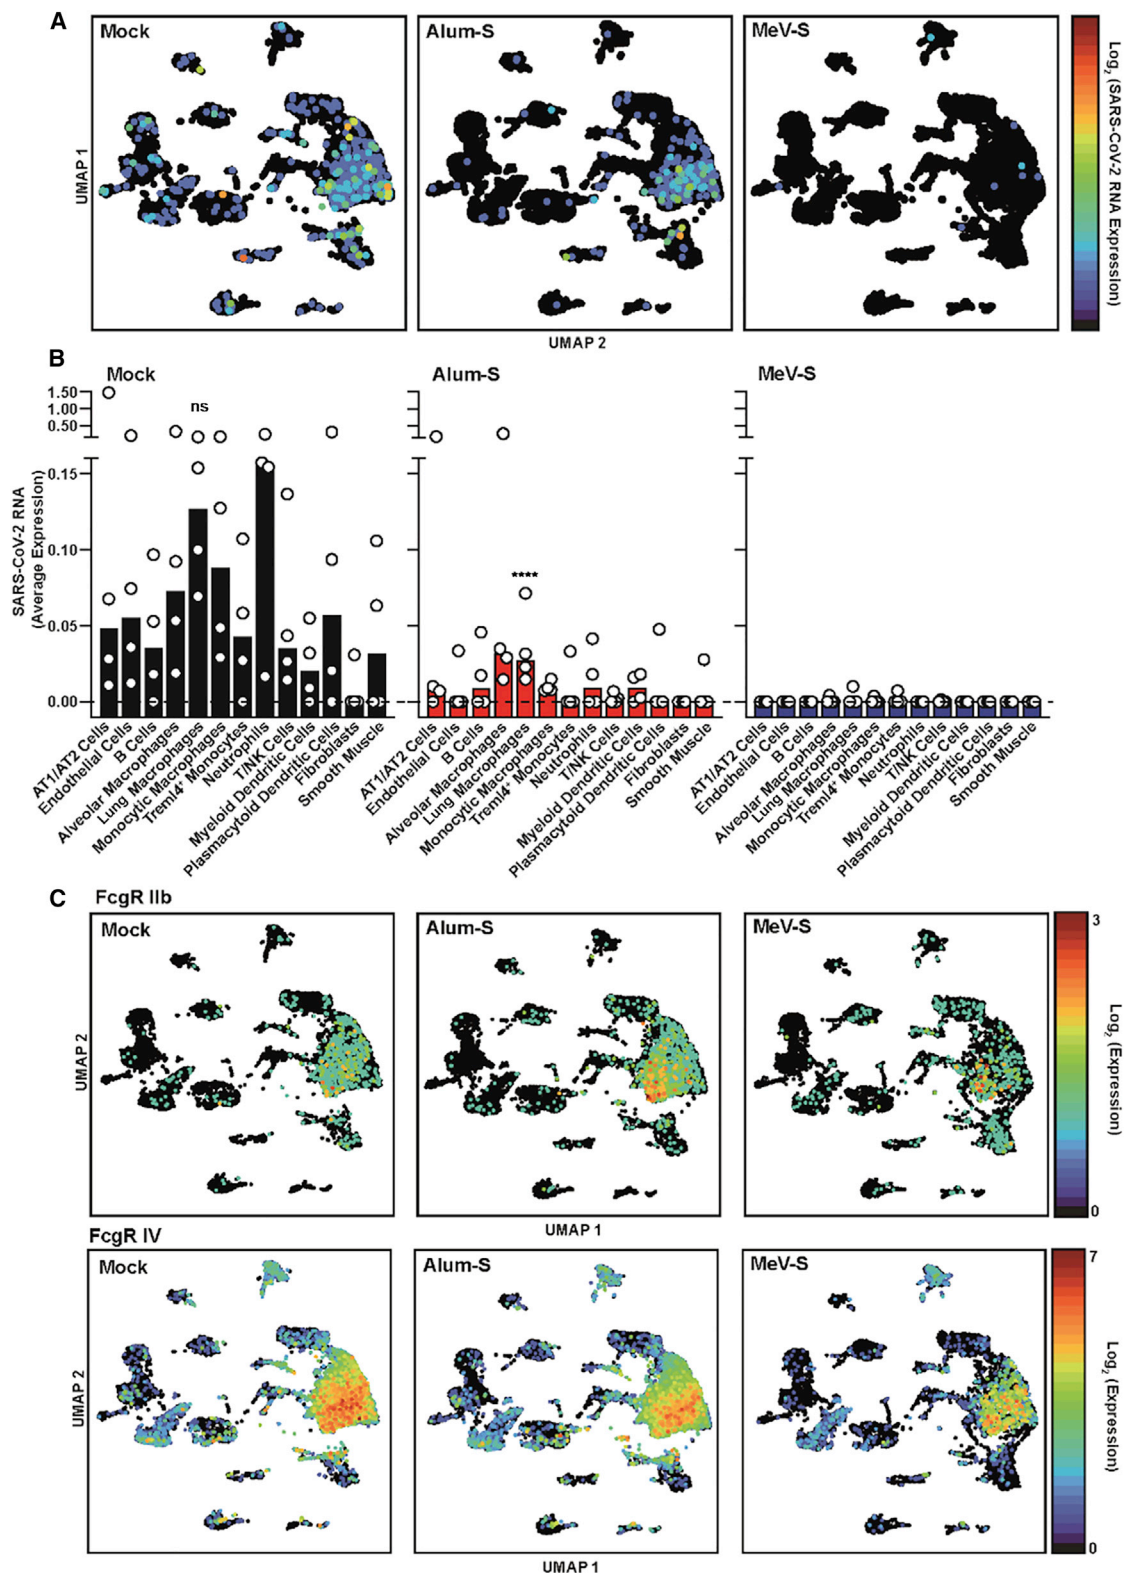 A
Mock
Alum-S
MeV-S
UMAP 1
UMAP 2
Log2 (SARS-CoV-2 RNA Expression)
B
Mock
Alum-S
MeV-S
SARS-CoV-2 RNA
(Average Expression)
1.50
1.00
0.50
0.15
0.10
0.05
0.00
ns
****
AT1/AT2 Cells
Endothelial Cells
B Cells
Alveolar Macrophages
Lung Macrophages
Monocytic Macrophages
Treml4+ Monocytes
Neutrophils
T/NK Cells
Myeloid Dendritic Cells
Plasmacytoid Dendritic Cells
Fibroblasts
Smooth Muscle
AT1/AT2 Cells
Endothelial Cells
B Cells
Alveolar Macrophages
Lung Macrophages
Monocytic Macrophages
Treml4+ Monocytes
Neutrophils
T/NK Cells
Myeloid Dendritic Cells
Plasmacytoid Dendritic Cells
Fibroblasts
Smooth Muscle
AT1/AT2 Cells
Endothelial Cells
B Cells
Alveolar Macrophages
Lung Macrophages
Monocytic Macrophages
Treml4+ Monocytes
Neutrophils
T/NK Cells
Myeloid Dendritic Cells
Plasmacytoid Dendritic Cells
Fibroblasts
Smooth Muscle
C
FcgR IIb
Mock
Alum-S
MeV-S
UMAP 2
UMAP 1
3
Log2 (Expression)
0
FcgR IV
Mock
Alum-S
MeV-S
UMAP 2
UMAP 1
7
Log2 (Expression)
0